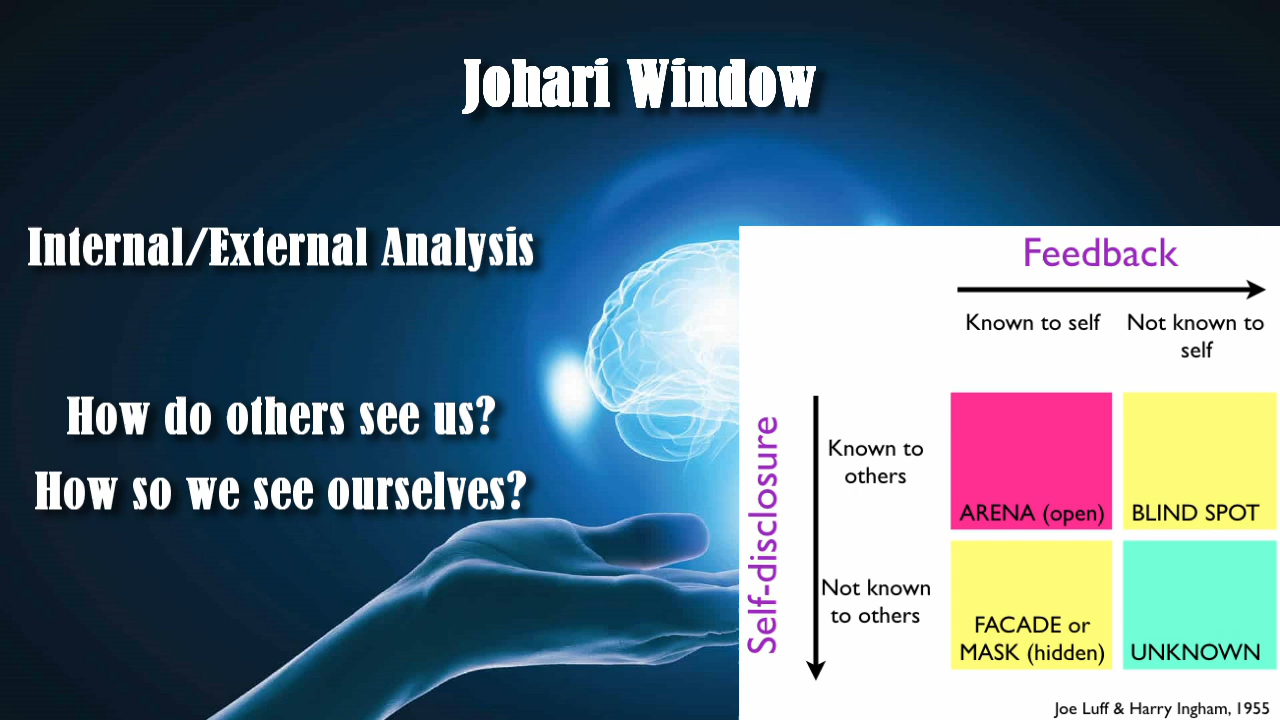 Johari Window
Internal/External Analysis
How do others see us?
How so we see ourselves?
Feedback
Known to self
Not known to
self
Self-disclosure
Known to
others
ARENA (open)
BLIND SPOT
Not known
to others
FACADE or
MASK (hidden)
UNKNOWN
Joe Luff & Harry Ingham, 1955